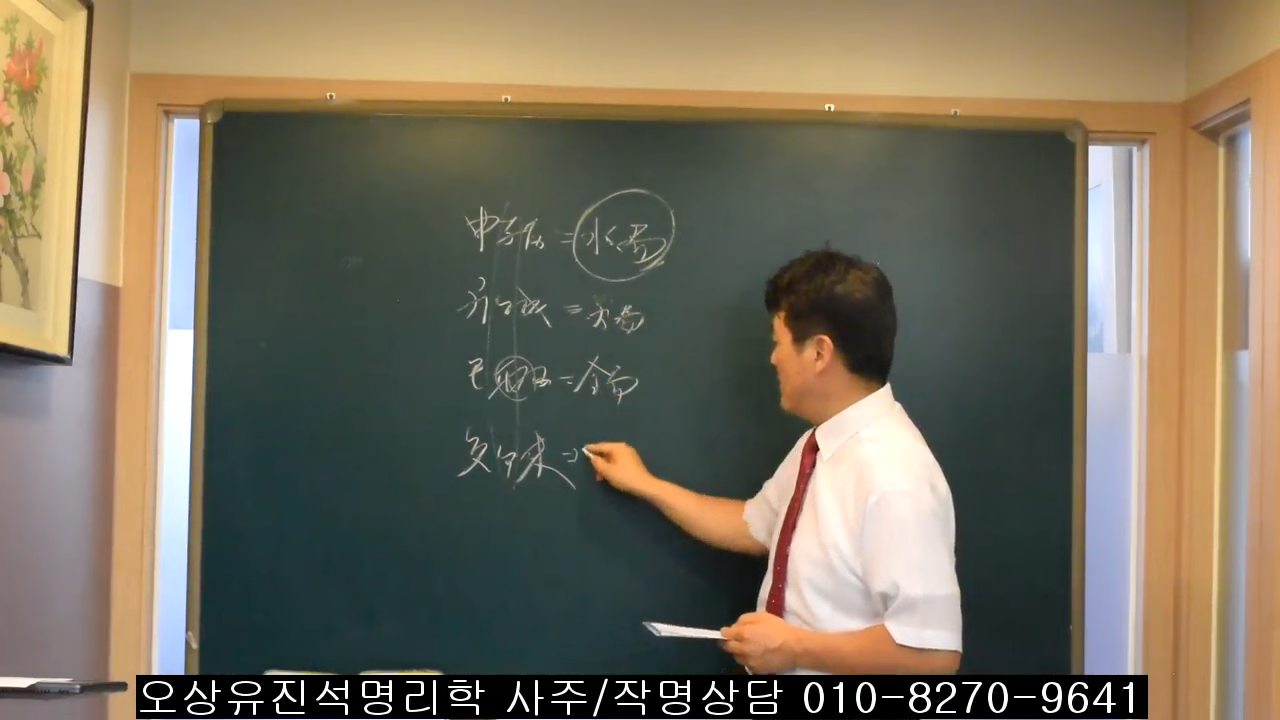 申子辰 = 水局
寅午戌 = 火局
巳酉丑 = 金局
亥卯未 =
오상유진석명리학 사주/작명상담 010-8270-9641